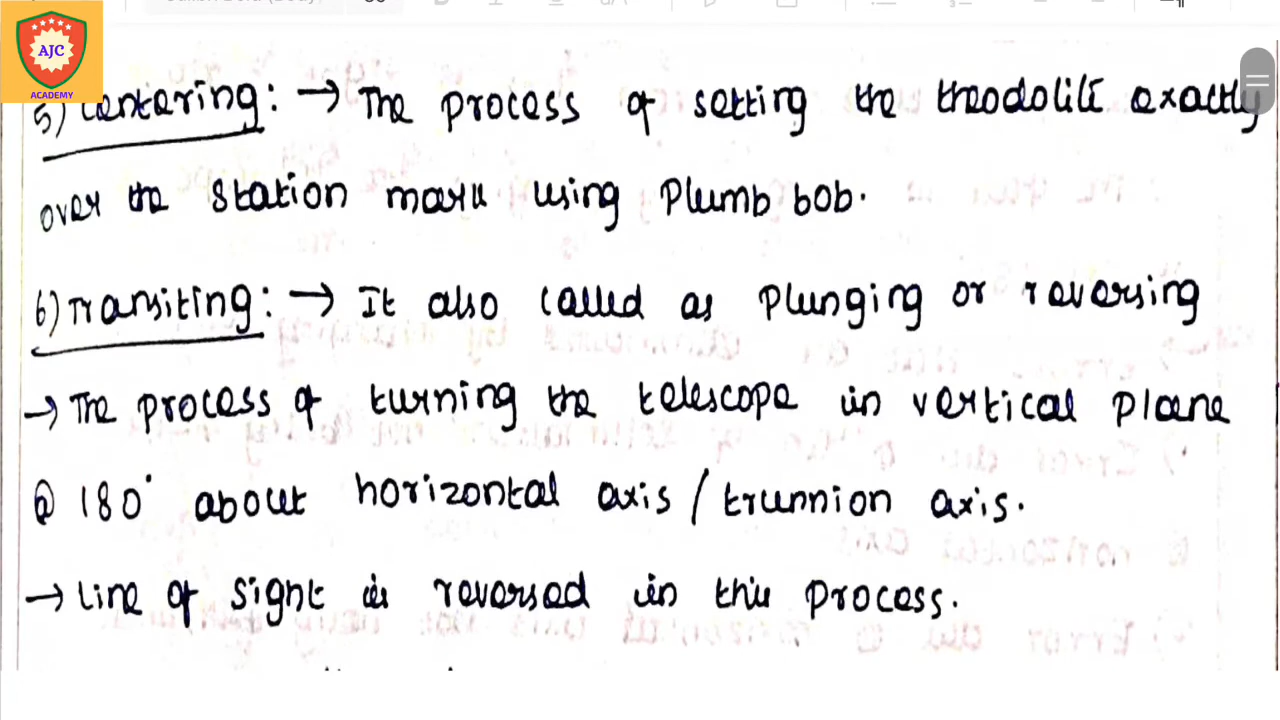 AJC
ACADEMY
5) Centering: → The process of setting the theodolite exactly
over the station mark using Plumb bob.
6) Transiting: → It also called as Plunging or reversing
→ The process of turning the telescope in vertical plane
@ 180° about horizontal axis / trunnion axis.
→ Line of sight is reversed in this process.